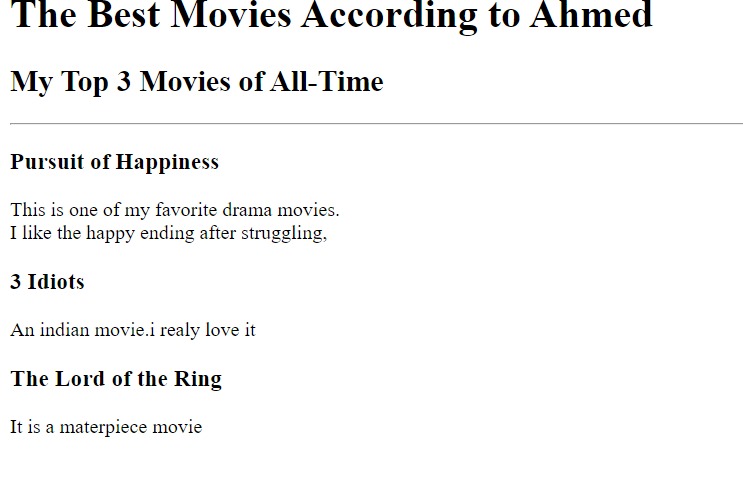 The Best Movies According to Ahmed
My Top 3 Movies of All-Time
Pursuit of Happiness
This is one of my favorite drama movies.
I like the happy ending after struggling,
3 Idiots
An indian movie.i realy love it
The Lord of the Ring
It is a materpiece movie